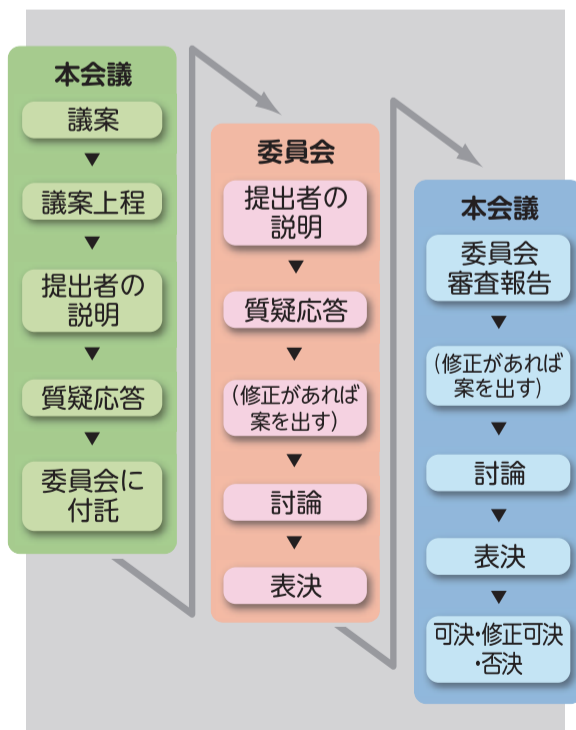 本会議
議案
▼
議案上程
▼
提出者の
説明
▼
質疑応答
▼
委員会に
付託
委員会
提出者の
説明
▼
質疑応答
▼
(修正があれば
案を出す)
▼
討論
▼
表決
本会議
委員会
審査報告
▼
(修正があれば
案を出す)
▼
討論
▼
表決
▼
可決・修正可決
・否決